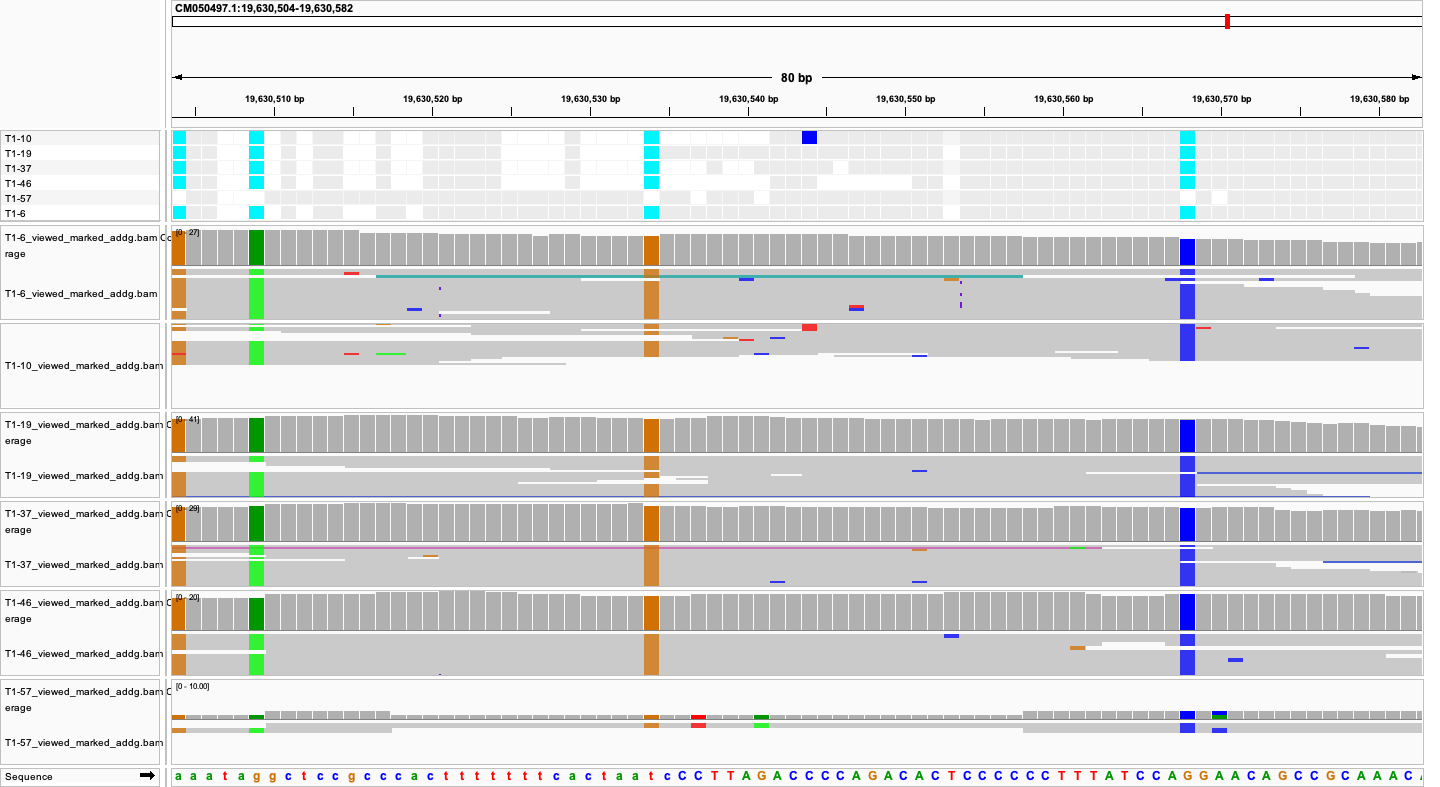 CM050497.1:19,630,504-19,630,582
80 bp
19,630,510 bp 19,630,520 bp 19,630,530 bp 19,630,540 bp 19,630,550 bp 19,630,560 bp 19,630,570 bp 19,630,580 bp
T1-10
T1-19
T1-37
T1-46
T1-57
T1-6
T1-6_viewed_marked_addg.bam Co
rage
[0 - 27]
T1-6_viewed_marked_addg.bam
T1-10_viewed_marked_addg.bam
T1-19_viewed_marked_addg.bam C
erage
[0 - 41]
T1-19_viewed_marked_addg.bam
T1-37_viewed_marked_addg.bam C
erage
[0 - 29]
T1-37_viewed_marked_addg.bam
T1-46_viewed_marked_addg.bam C
erage
[0 - 20]
T1-46_viewed_marked_addg.bam
T1-57_viewed_marked_addg.bam C
erage
[0 - 10.00]
T1-57_viewed_marked_addg.bam
Sequence
a a a t a g g c t c c g c c c a c t t t t t t t c a c t a a t c C C T T A G A C C C C A G A C A C T C C C C C C T T T A T C C A G G A A C A G C C G C A A A C